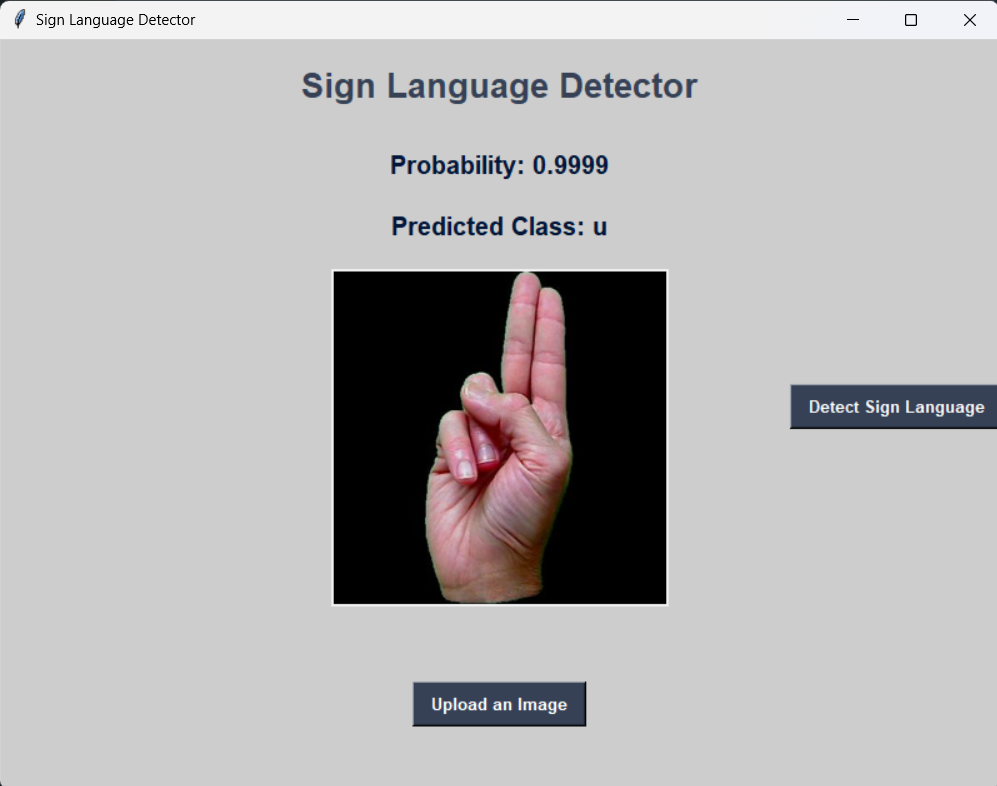 Sign Language Detector
Sign Language Detector
Probability: 0.9999
Predicted Class: u
Detect Sign Language
Upload an Image